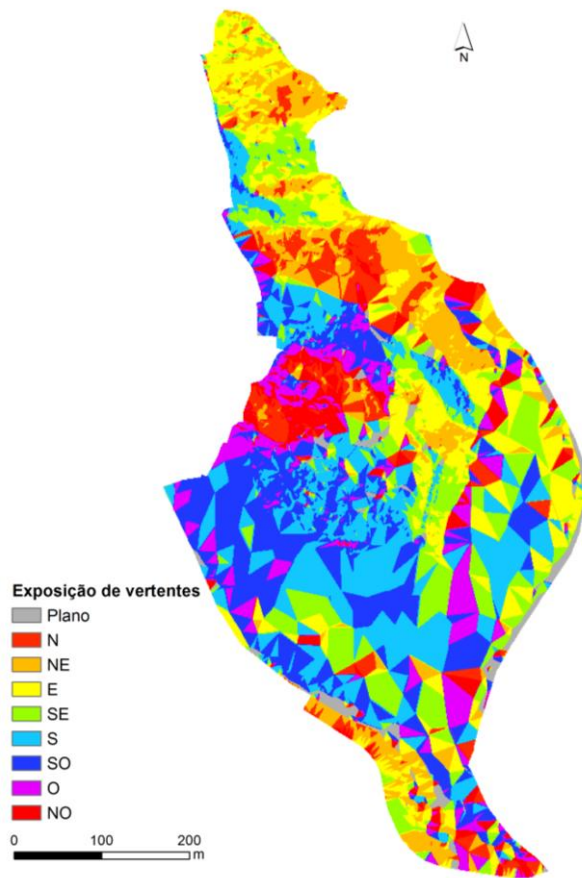 N
Exposição de vertentes
Plano
N
NE
E
SE
S
SO
O
NO
0 100 200
m